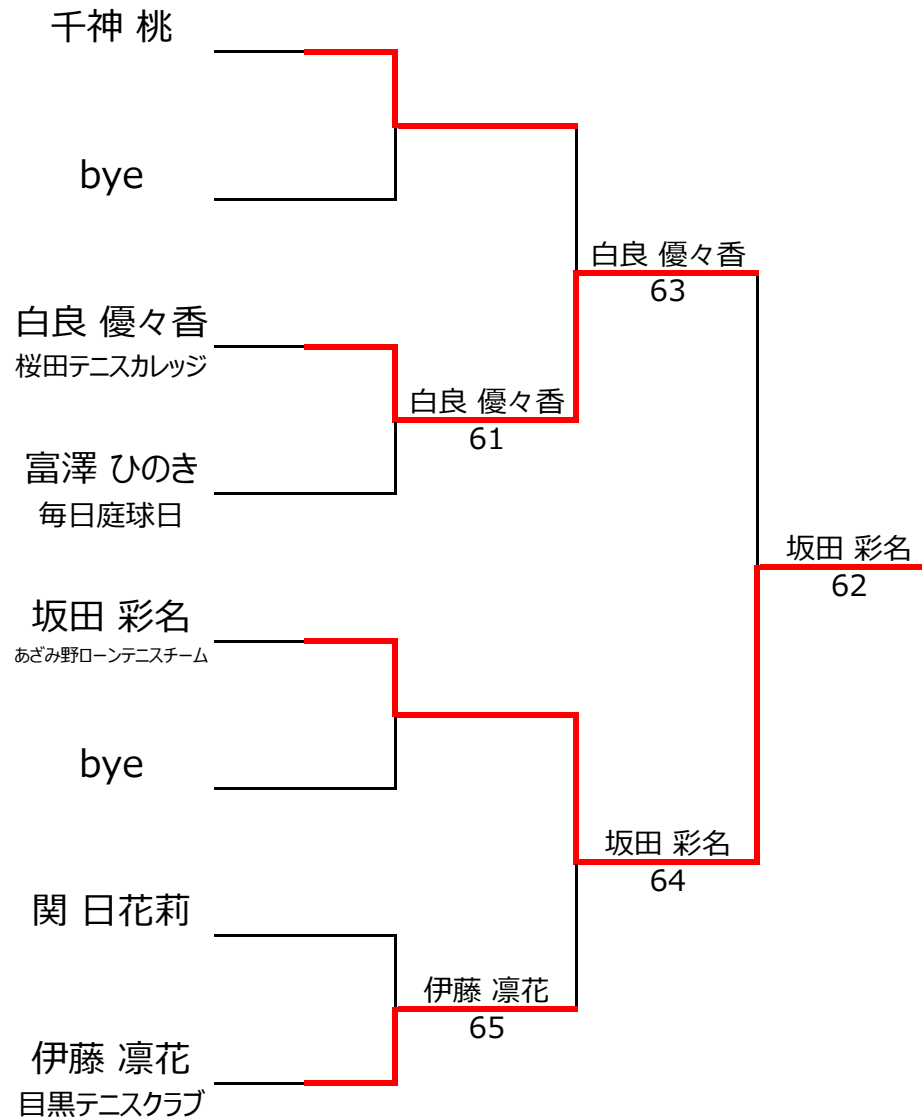 千神 桃
bye
白良 優々香
桜田テニスカレッジ
富澤 ひのき
毎日庭球日
坂田 彩名
あざみ野ローンテニスチーム
bye
関 日花莉
伊藤 凛花
目黒テニスクラブ
白良 優々香
61
伊藤 凛花
65
白良 優々香
63
坂田 彩名
64
坂田 彩名
62